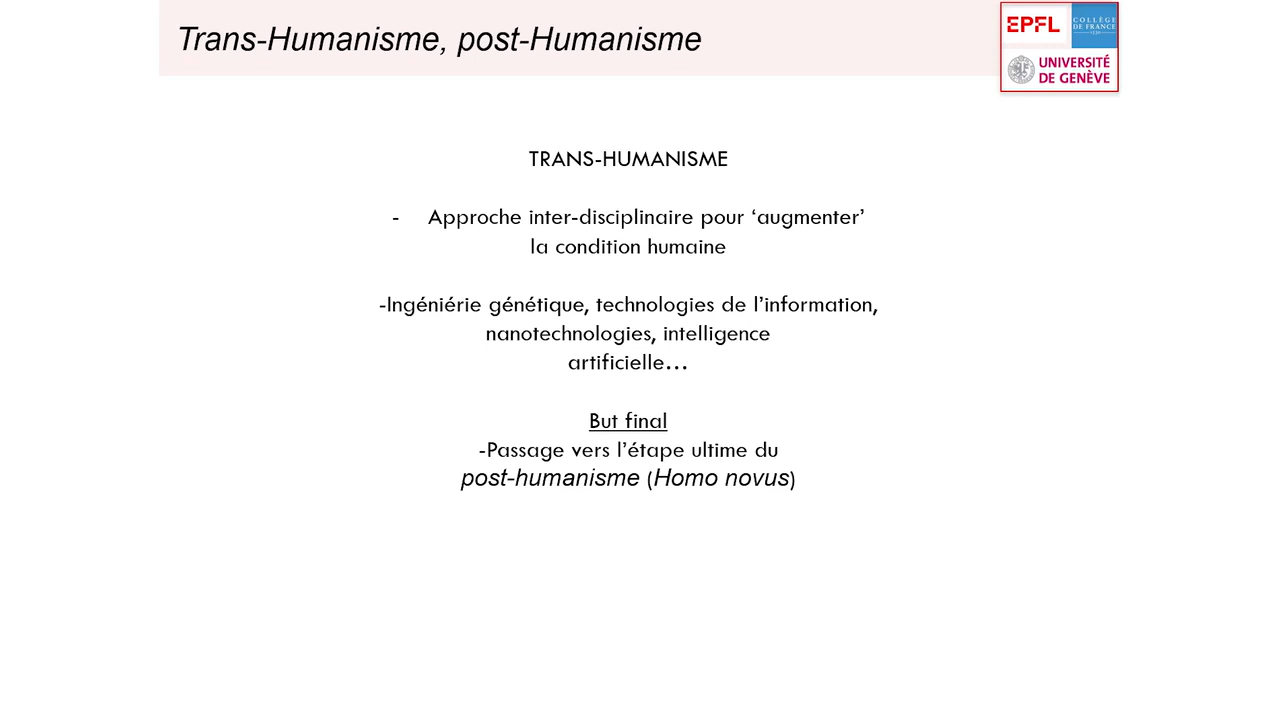 Trans-Humanisme, post-Humanisme
EPFL
COLLÈGE
DE FRANCE
1530
UNIVERSITÉ
DE GENÈVE
TRANS-HUMANISME
- Approche inter-disciplinaire pour ‘augmenter’
la condition humaine
-Ingéniérie génétique, technologies de l’information,
nanotechnologies, intelligence
artificielle…
But final
-Passage vers l’étape ultime du
post-humanisme (Homo novus)